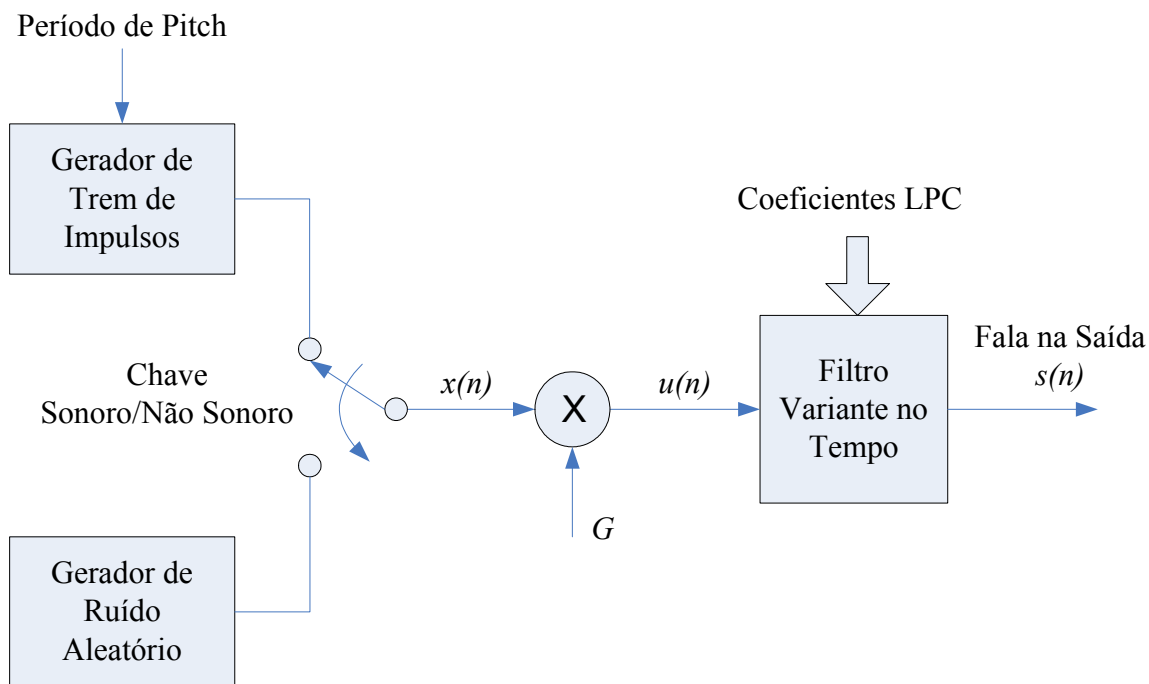 Período de Pitch
Gerador de
Trem de
Impulsos
Coeficientes LPC
Chave
Sonoro/Não Sonoro
x(n)
X
u(n)
Filtro
Variante no
Tempo
Fala na Saída
s(n)
G
Gerador de
Ruído
Aleatório